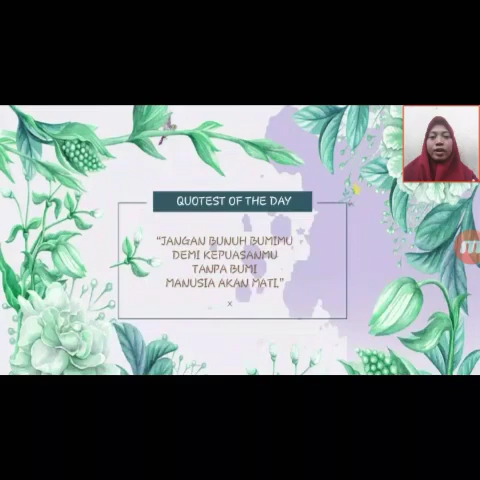 QUOTEST OF THE DAY
"JANGAN BUNUH BUMIMU
DEMI KEPUASANMU
TANPA BUMI
MANUSIA AKAN MATI."
x